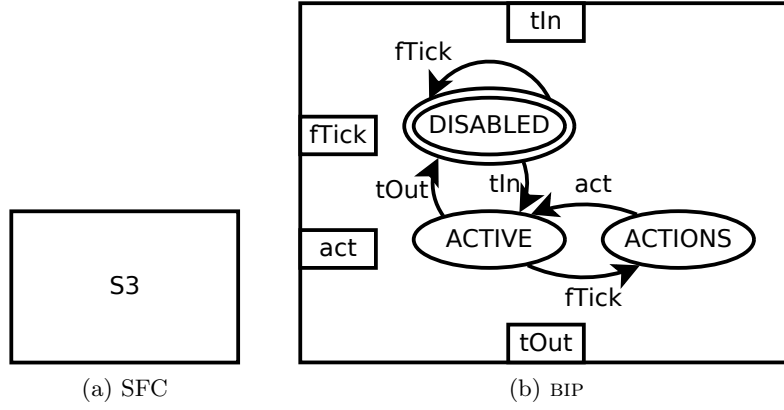 tIn
fTick
DISABLED
fTick
tOut
tIn
act
act
ACTIVE
ACTIONS
S3
fTick
tOut
(a) SFC
(b) BIP